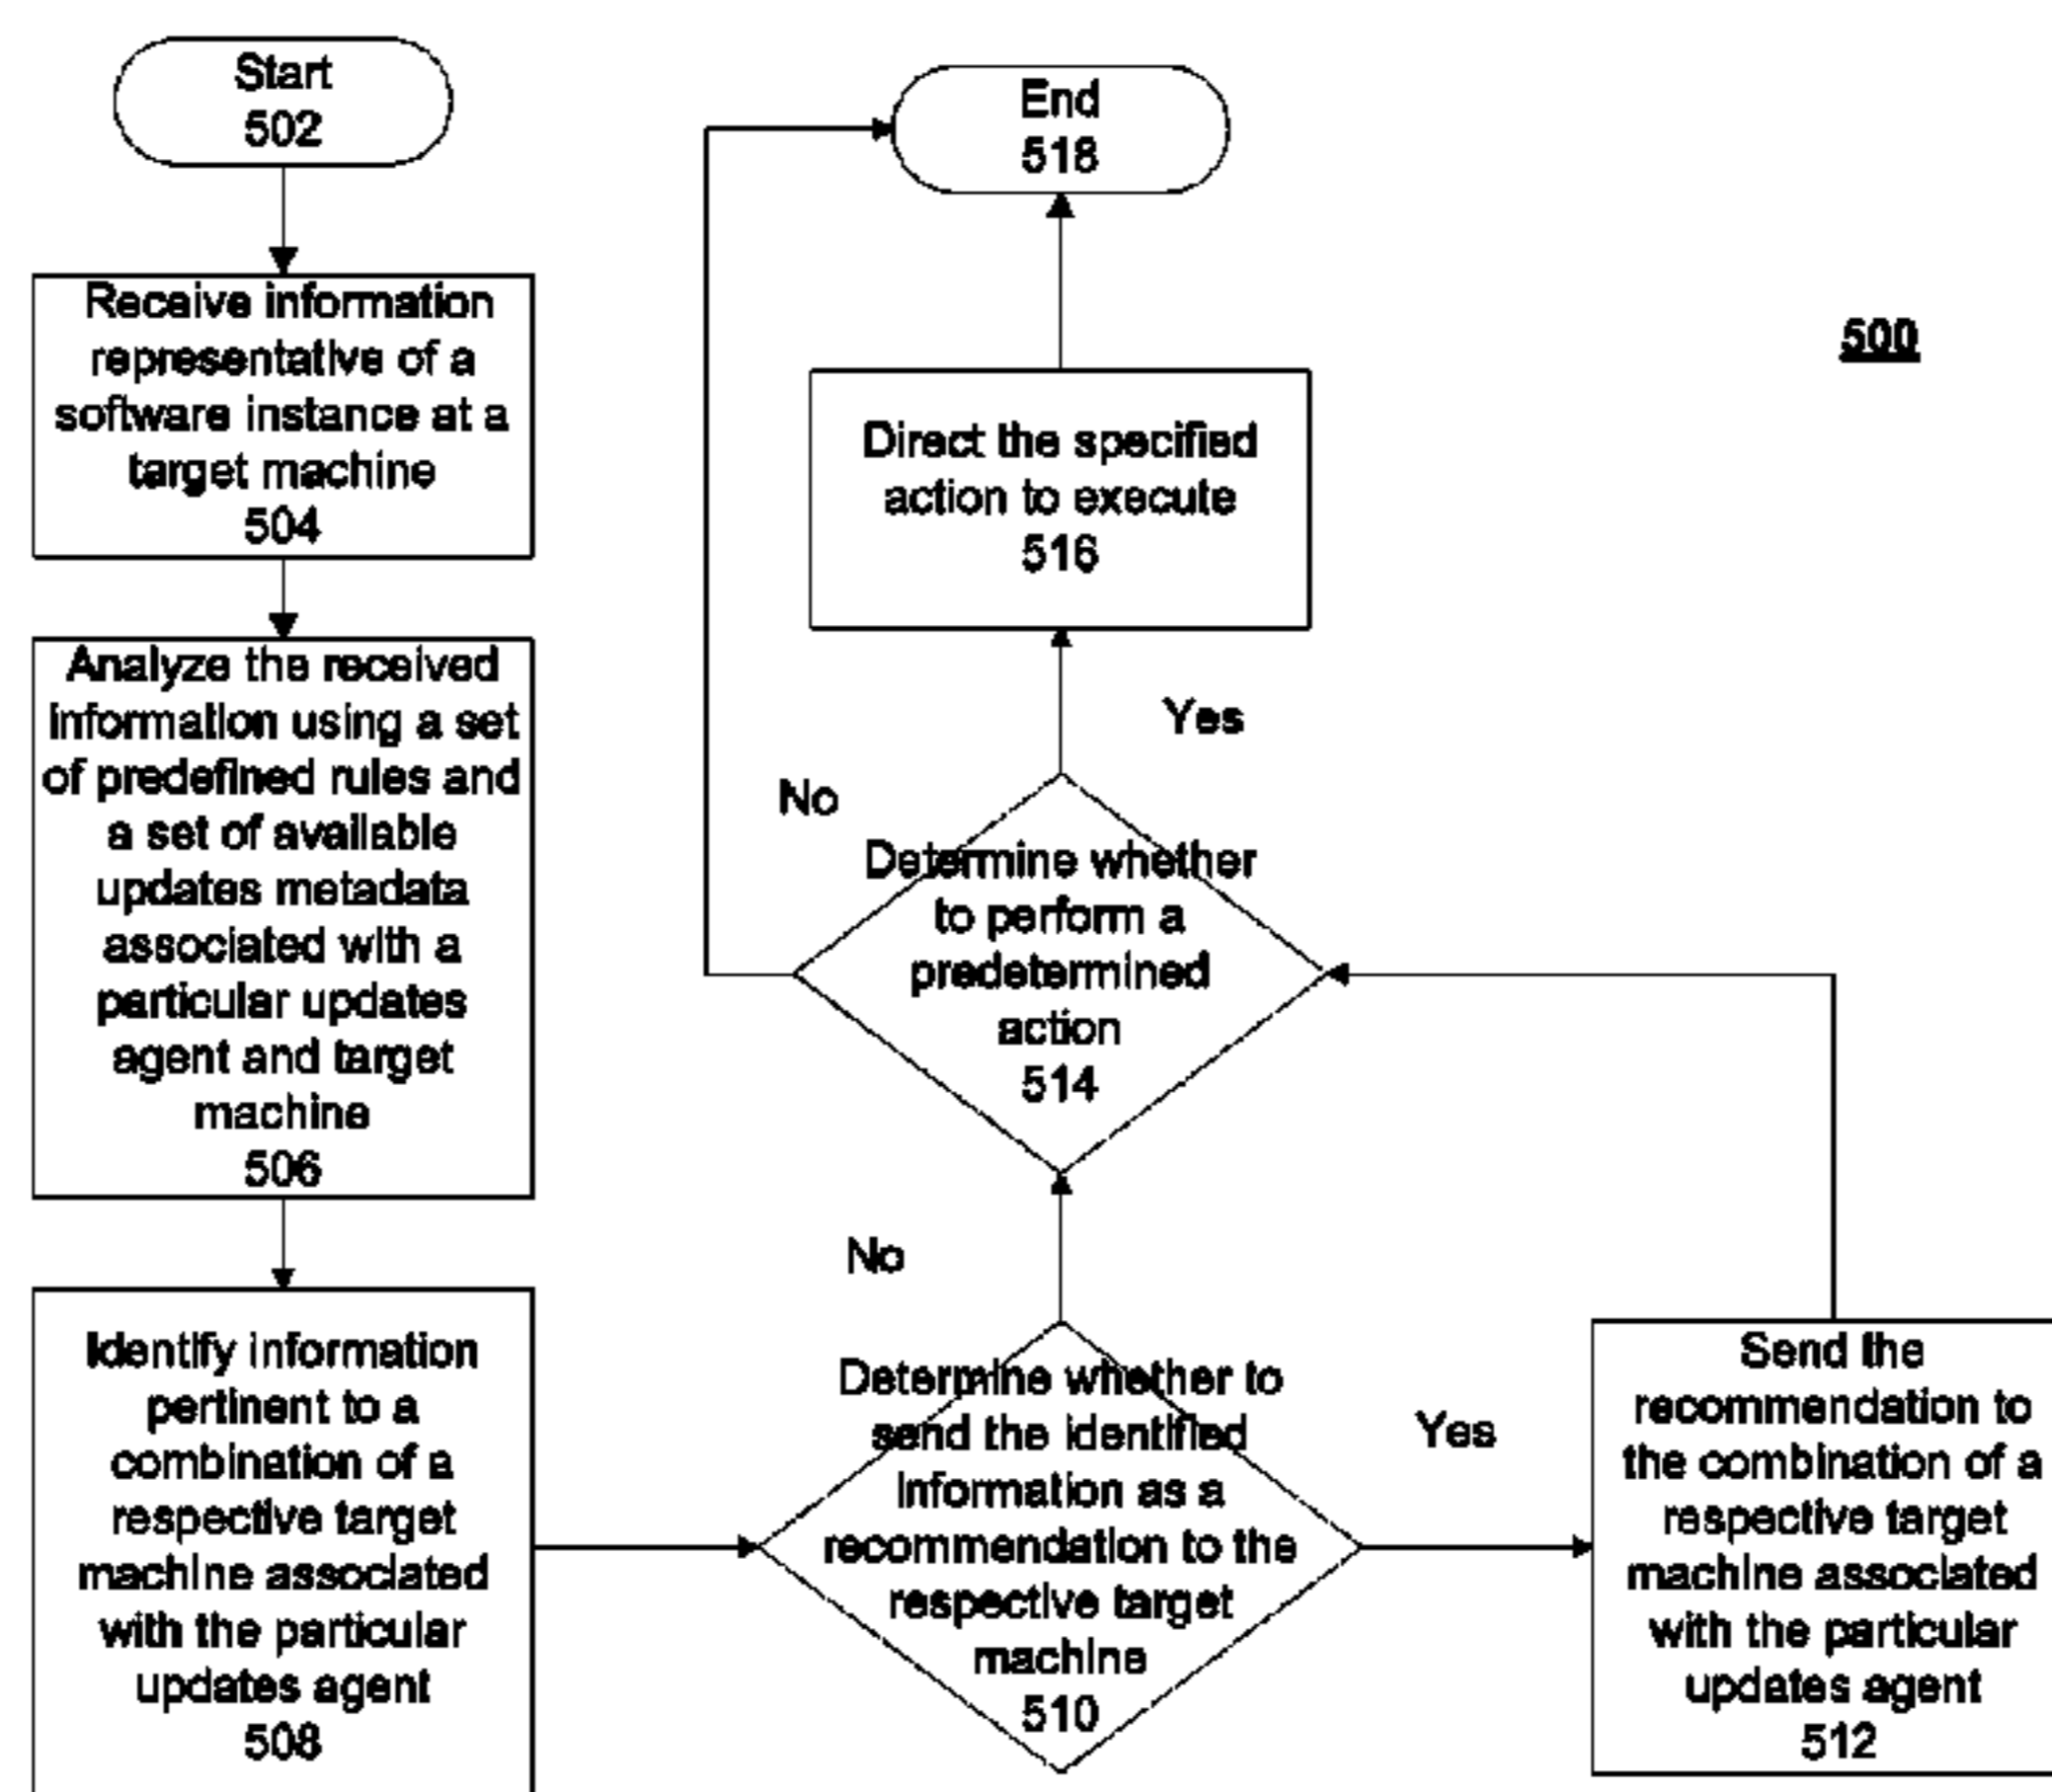 Start
502
Receive information
representative of a
software instance at a
target machine
504
Analyze the received
information using a set
of predefined rules and
a set of available
updates metadata
associated with a
particular updates
agent and target
machine
506
Identify information
pertinent to a
combination of a
respective target
machine associated
with the particular
updates agent
508
Determine whether to
send the identified
information as a
recommendation to the
respective target
machine
510
Yes
Send the
recommendation to
the combination of a
respective target
machine associated
with the particular
updates agent
512
No
Determine whether
to perform a
predetermined
action
514
No
Yes
Direct the specified
action to execute
516
End
518
500